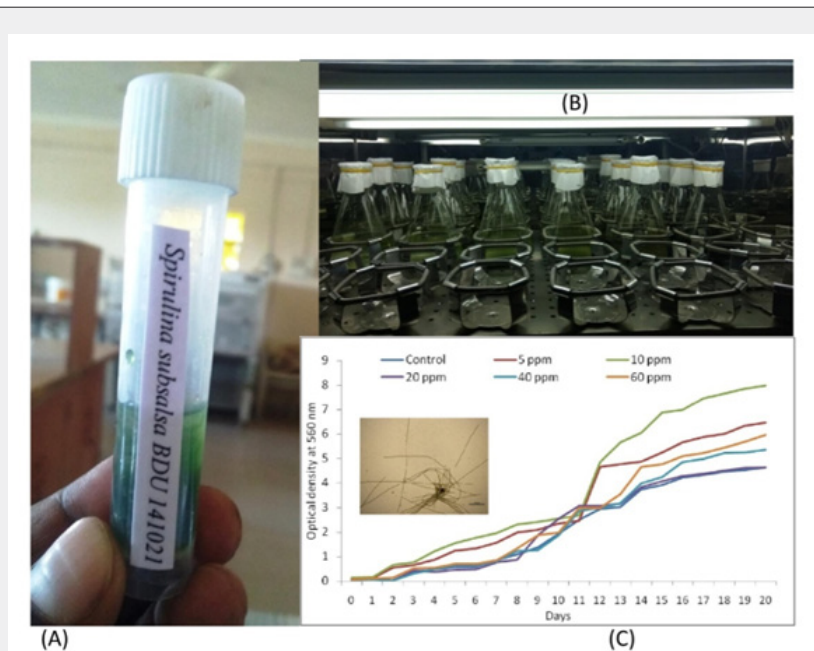 Spirulina subsalsa BDU 141021
(A)
(B)
Control 5 ppm 10 ppm
20 ppm 40 ppm 60 ppm
Optical density at 560 nm
9
8
7
6
5
4
3
2
1
0
0 1 2 3 4 5 6 7 8 9 10 11 12 13 14 15 16 17 18 19 20
Days
(C)